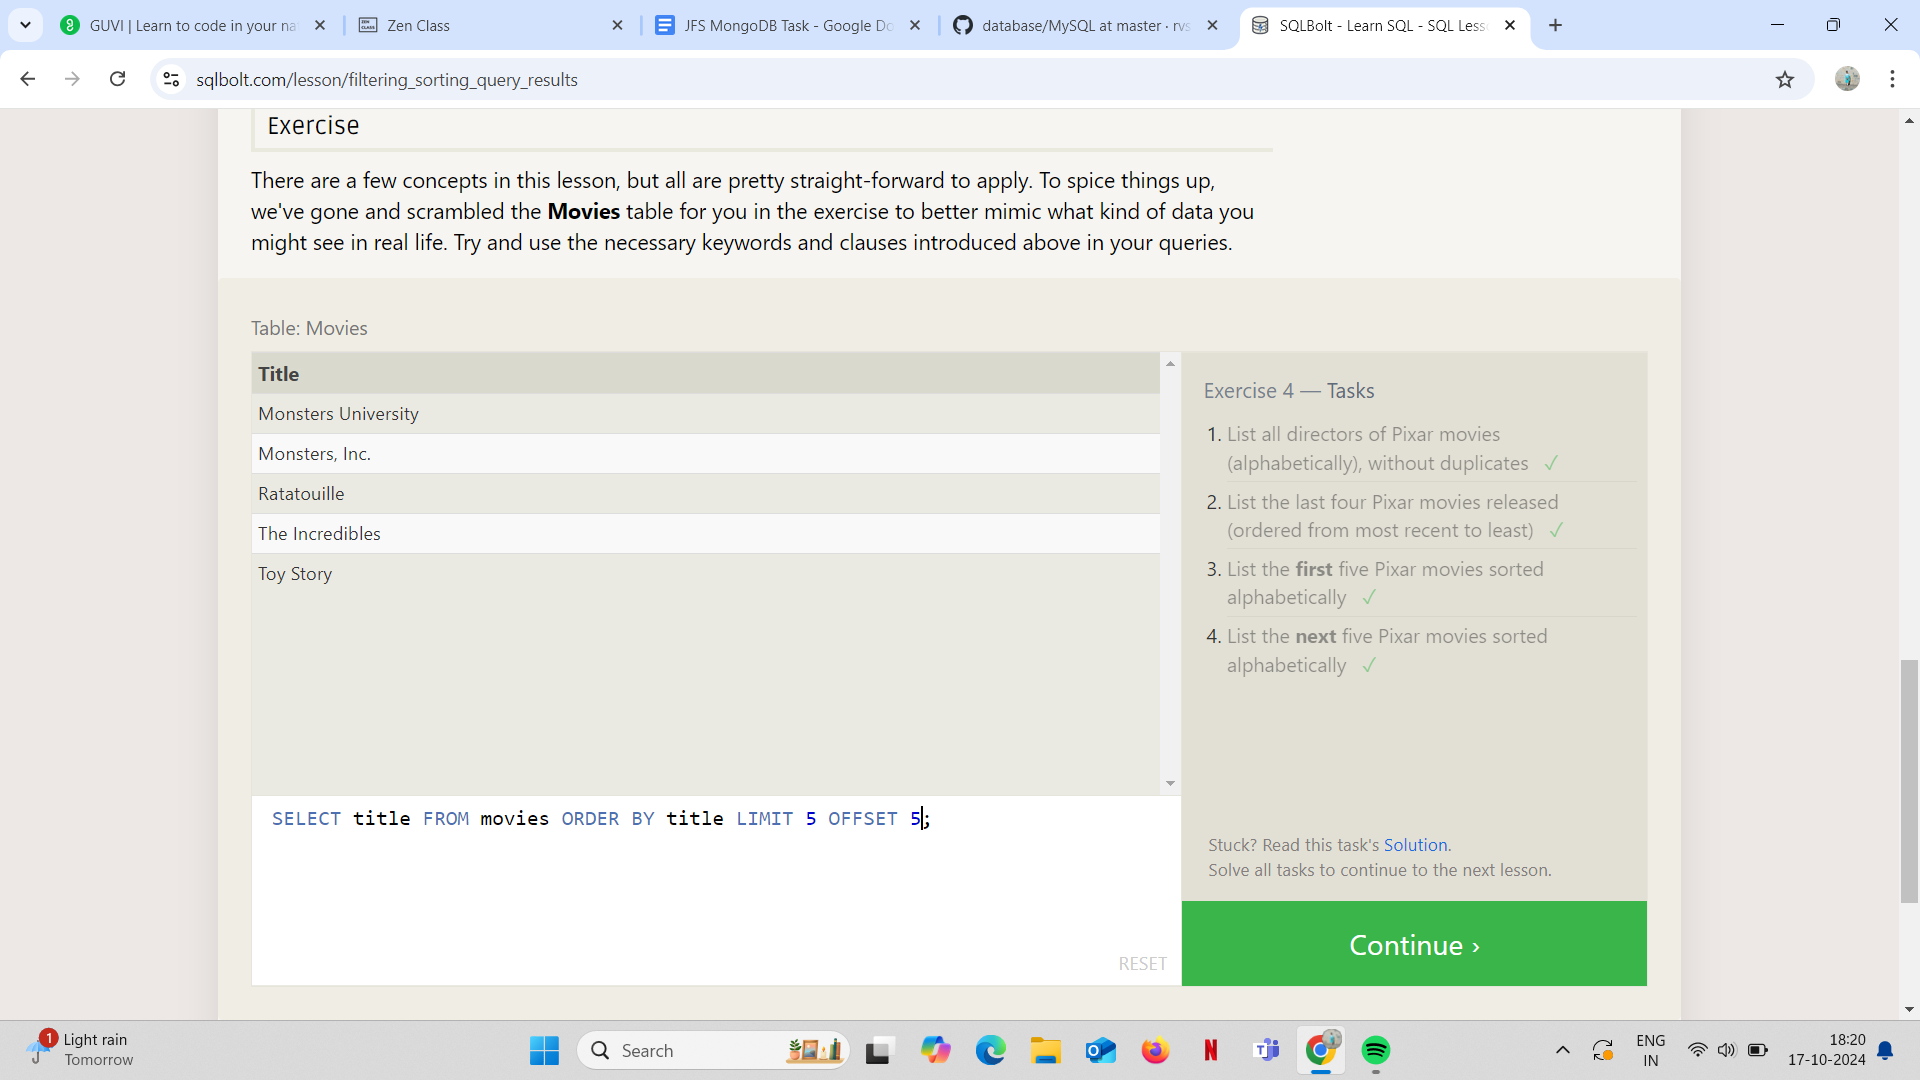 GUVI | Learn to code in your na
Zen Class
JFS MongoDB Task - Google Do
database/MySQL at master · rvs
SQLBolt - Learn SQL - SQL Less
sqlbolt.com/lesson/filtering_sorting_query_results
Exercise
There are a few concepts in this lesson, but all are pretty straight-forward to apply. To spice things up,
we've gone and scrambled the Movies table for you in the exercise to better mimic what kind of data you
might see in real life. Try and use the necessary keywords and clauses introduced above in your queries.
Table: Movies
Title
Monsters University
Monsters, Inc.
Ratatouille
The Incredibles
Toy Story
SELECT title FROM movies ORDER BY title LIMIT 5 OFFSET 5;
RESET
Exercise 4 — Tasks
1. List all directors of Pixar movies
(alphabetically), without duplicates ✓
2. List the last four Pixar movies released
(ordered from most recent to least) ✓
3. List the first five Pixar movies sorted
alphabetically ✓
4. List the next five Pixar movies sorted
alphabetically ✓
Stuck? Read this task's Solution.
Solve all tasks to continue to the next lesson.
Continue ›
1
Light rain
Tomorrow
Search
ENG
IN
18:20
17-10-2024